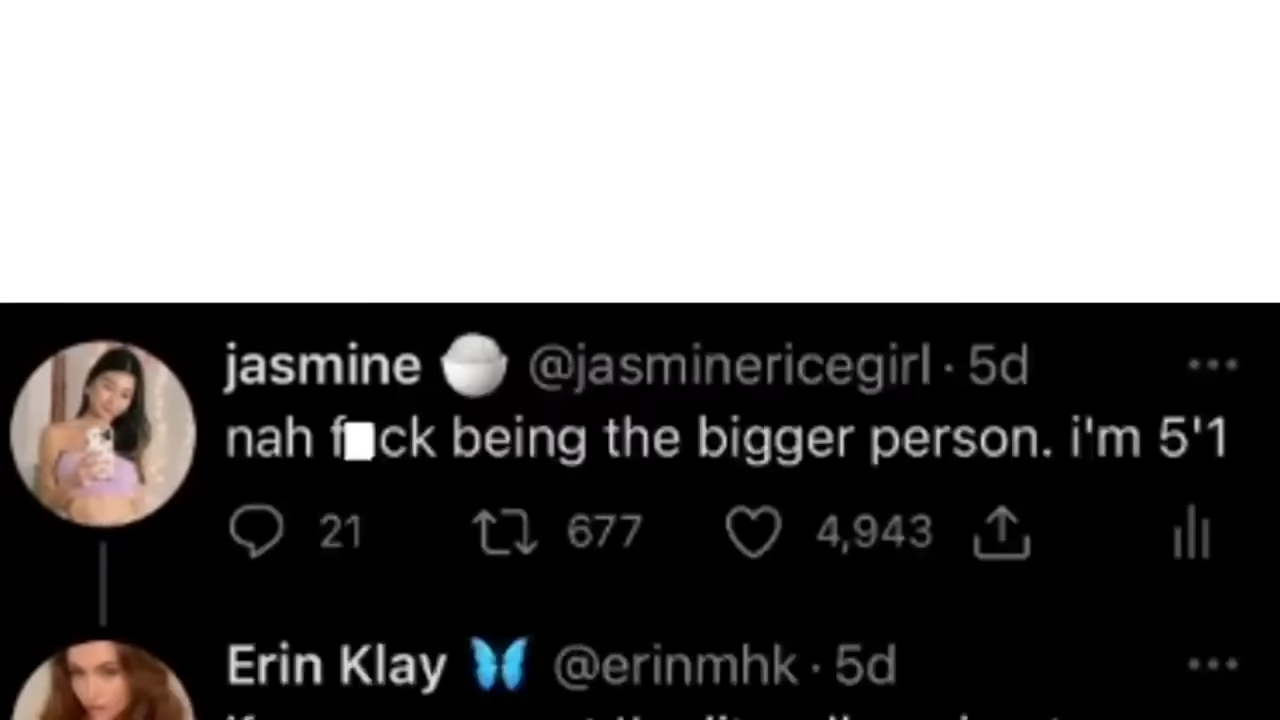 jasmine 🍚 @jasminericegirl · 5d
nah f□ck being the bigger person. i'm 5'1
21 677 4,943
Erin Klay 🦋 @erinmhk · 5d